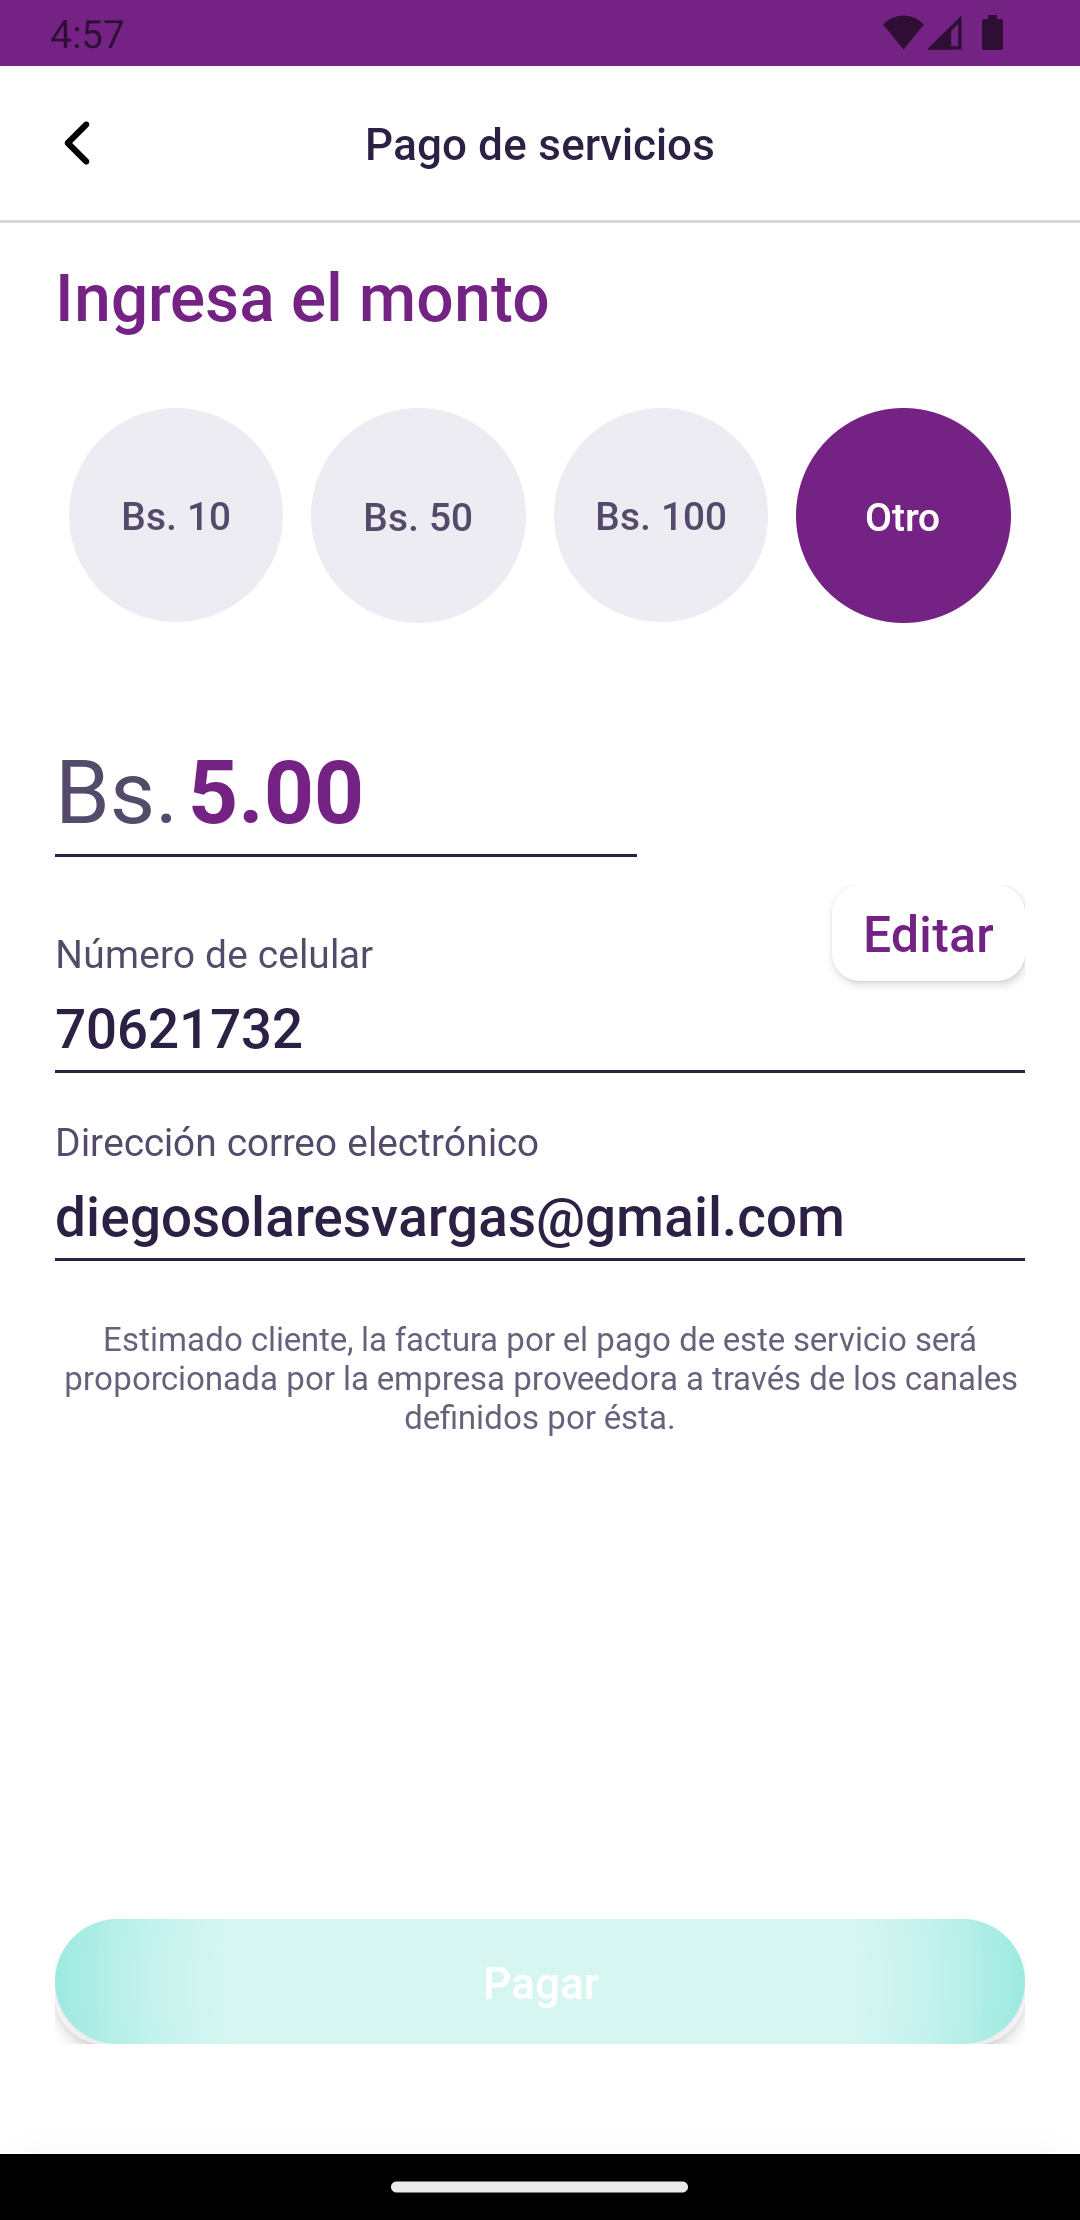 4:57
Pago de servicios
Ingresa el monto
Bs. 10
Bs. 50
Bs. 100
Otro
Bs. 5.00
Editar
Número de celular
70621732
Dirección correo electrónico
diegosolaresvargas@gmail.com
Estimado cliente, la factura por el pago de este servicio será
proporcionada por la empresa proveedora a través de los canales
definidos por ésta.
Pagar